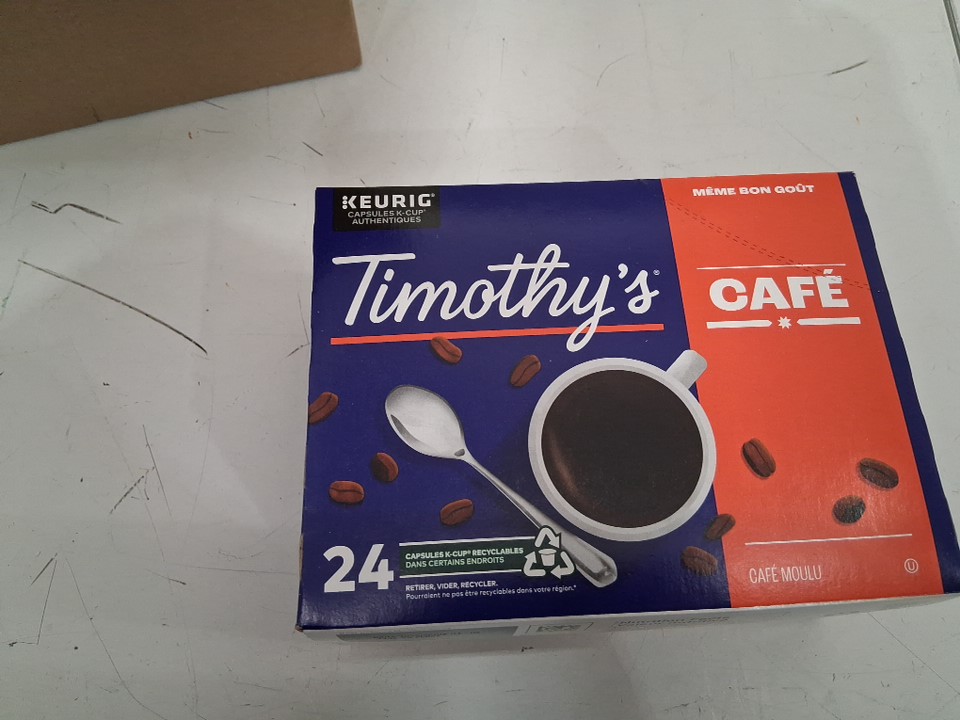 KEURIG®
CAPSULES K-CUP®
AUTHENTIQUES
MÊME BON GOÛT
Timothy's®
CAFÉ
24
CAPSULES K-CUP® RECYCLABLES
DANS CERTAINS ENDROITS
RETIRER, VIDER, RECYCLER.
Pourraient ne pas être recyclables dans votre région.*
CAFÉ MOULU
U